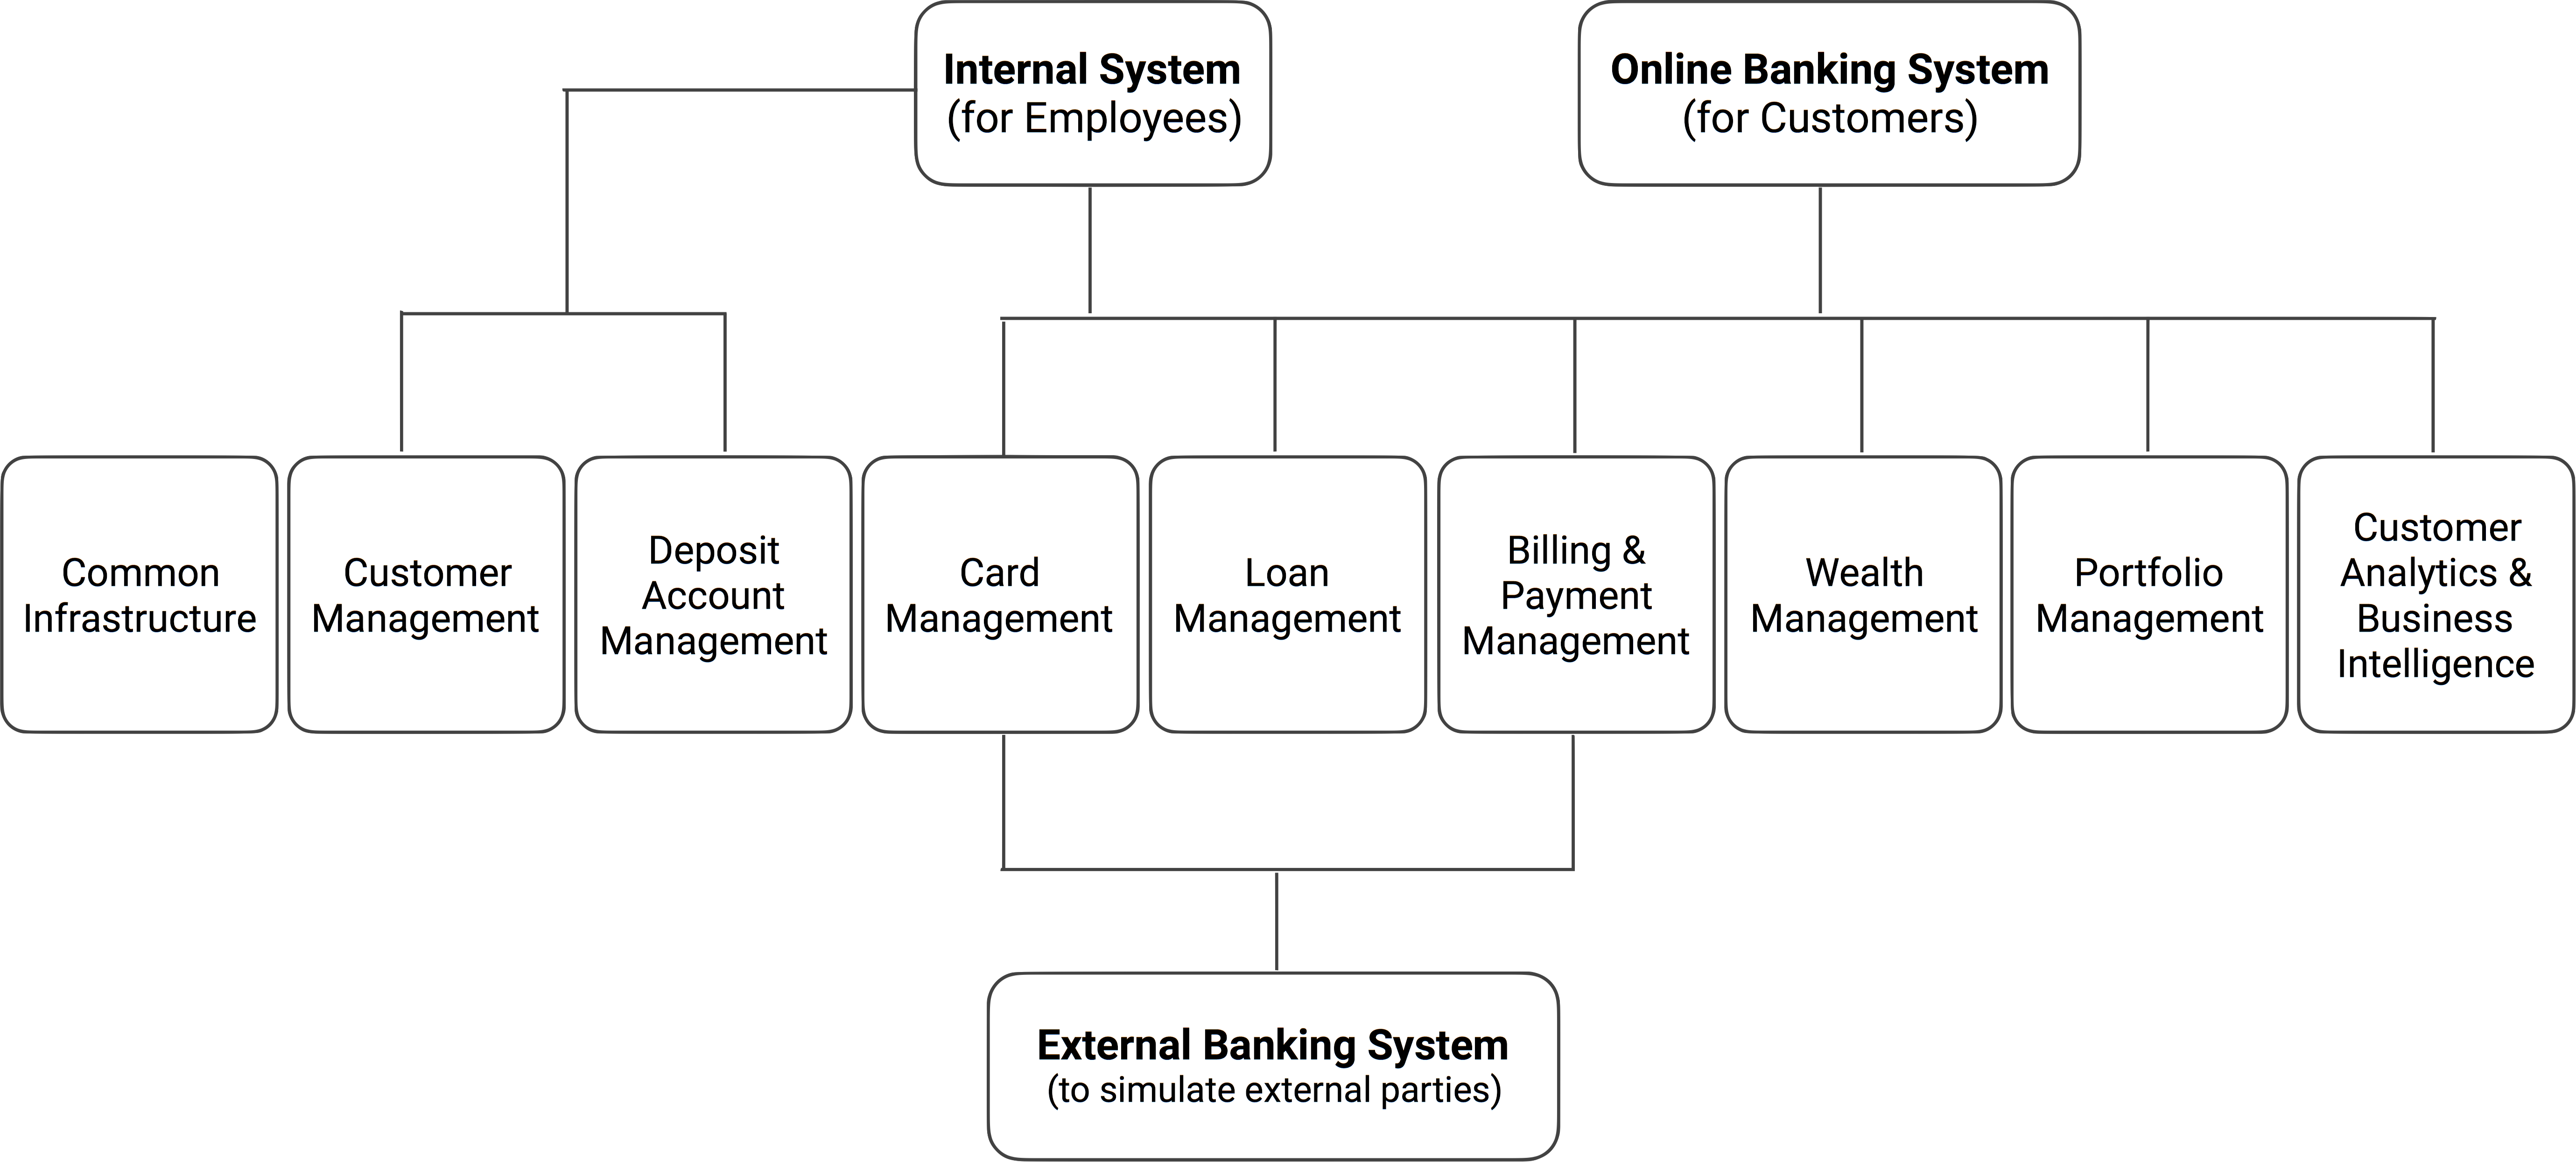 Internal System
(for Employees)
Online Banking System
(for Customers)
Common
Infrastructure
Customer
Management
Deposit
Account
Management
Card
Management
Loan
Management
Billing &
Payment
Management
Wealth
Management
Portfolio
Management
Customer
Analytics &
Business
Intelligence
External Banking System
(to simulate external parties)